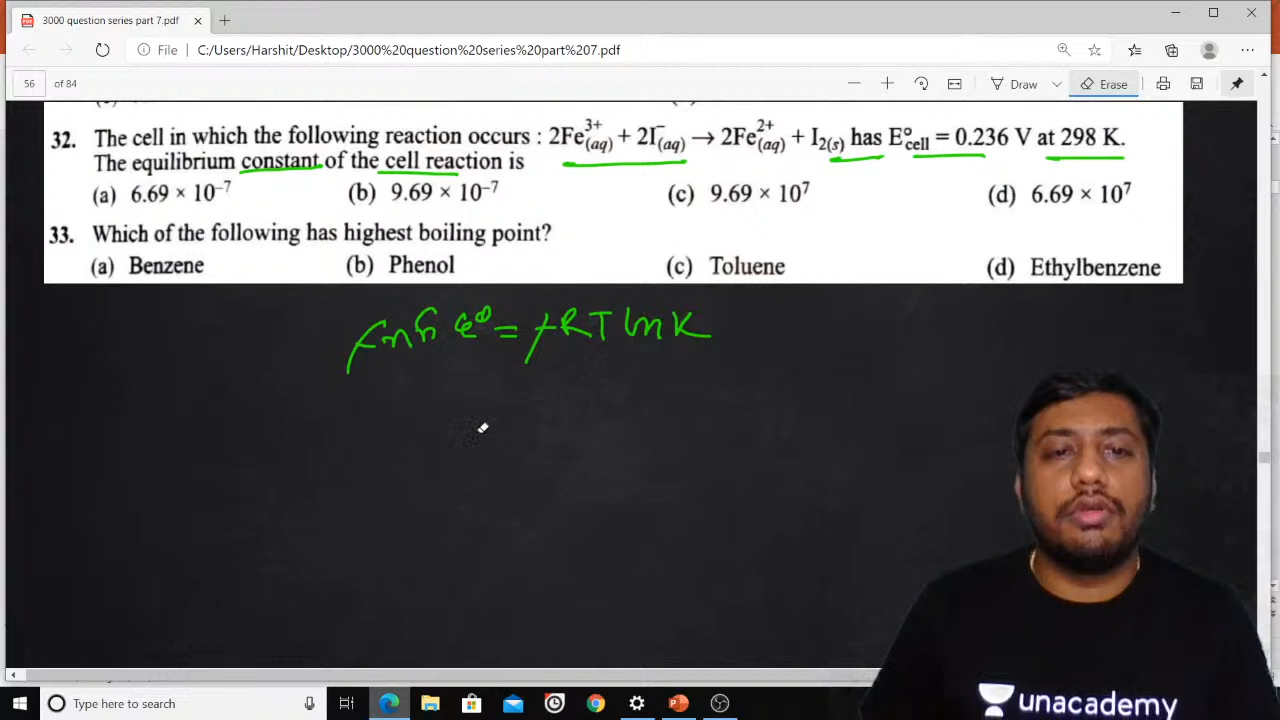 3000 question series part 7.pdf
File C:/Users/Harshit/Desktop/3000%20question%20series%20part%207.pdf
56 of 84 Draw Erase
32. The cell in which the following reaction occurs : 2Fe³⁺(aq) + 2I⁻(aq) → 2Fe²⁺(aq) + I₂(s) has E°cell = 0.236 V at 298 K.
The equilibrium constant of the cell reaction is
(a) 6.69 × 10⁻⁷ (b) 9.69 × 10⁻⁷ (c) 9.69 × 10⁷ (d) 6.69 × 10⁷
33. Which of the following has highest boiling point?
(a) Benzene (b) Phenol (c) Toluene (d) Ethylbenzene
= RT ln K
unacademy
Type here to search